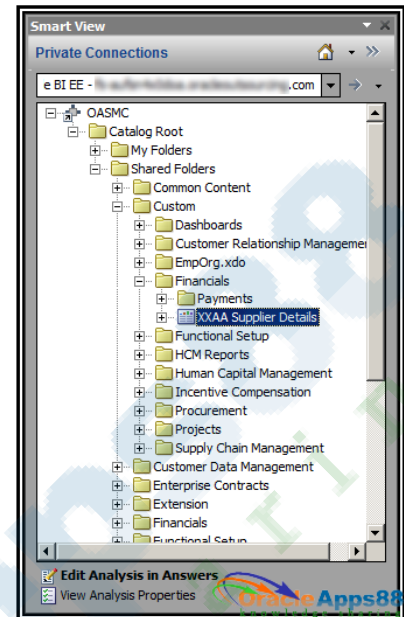 Smart View
Private Connections
e BI EE - .com
OASMC
Catalog Root
My Folders
Shared Folders
Common Content
Custom
Dashboards
Customer Relationship Managemen
EmpOrg.xdo
Financials
Payments
XXAA Supplier Details
Functional Setup
HCM Reports
Human Capital Management
Incentive Compensation
Procurement
Projects
Supply Chain Management
Customer Data Management
Enterprise Contracts
Extension
Financials
Functional Setup
Edit Analysis in Answers
View Analysis Properties
OracleApps88
knowledge sharing